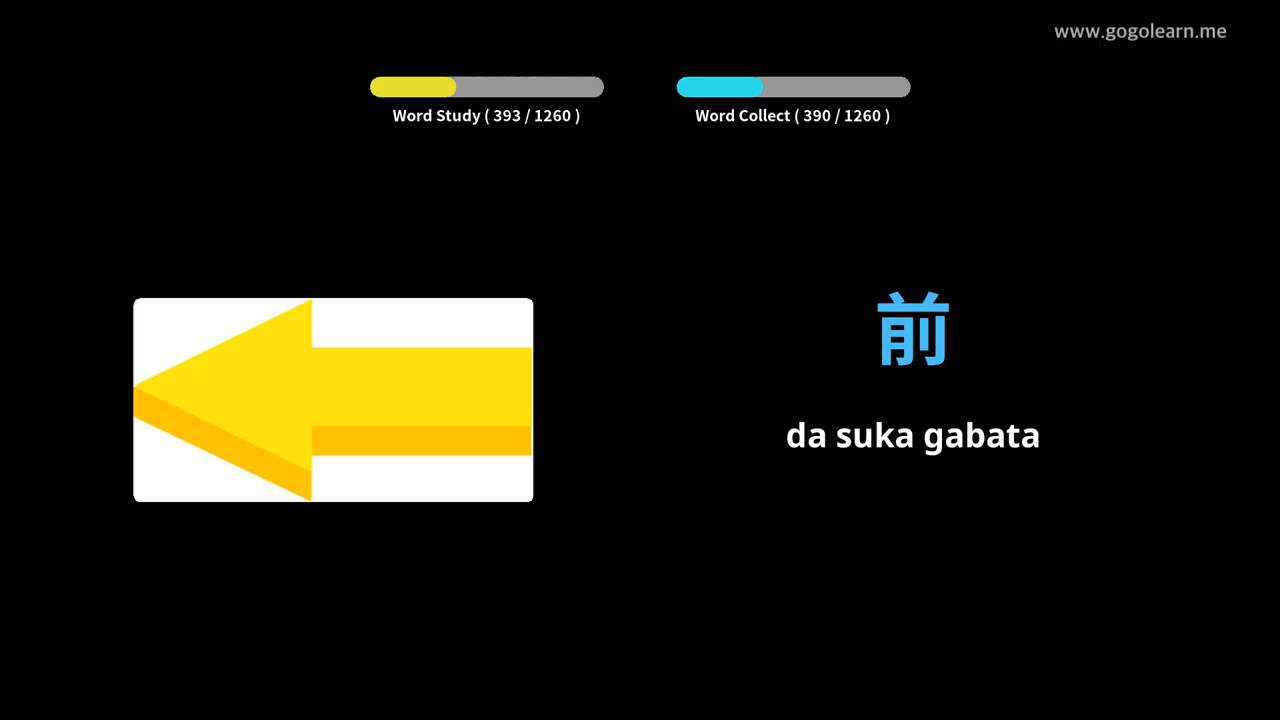 www.gogolearn.me
Word Study ( 393 / 1260 )
Word Collect ( 390 / 1260 )
前
da suka gabata